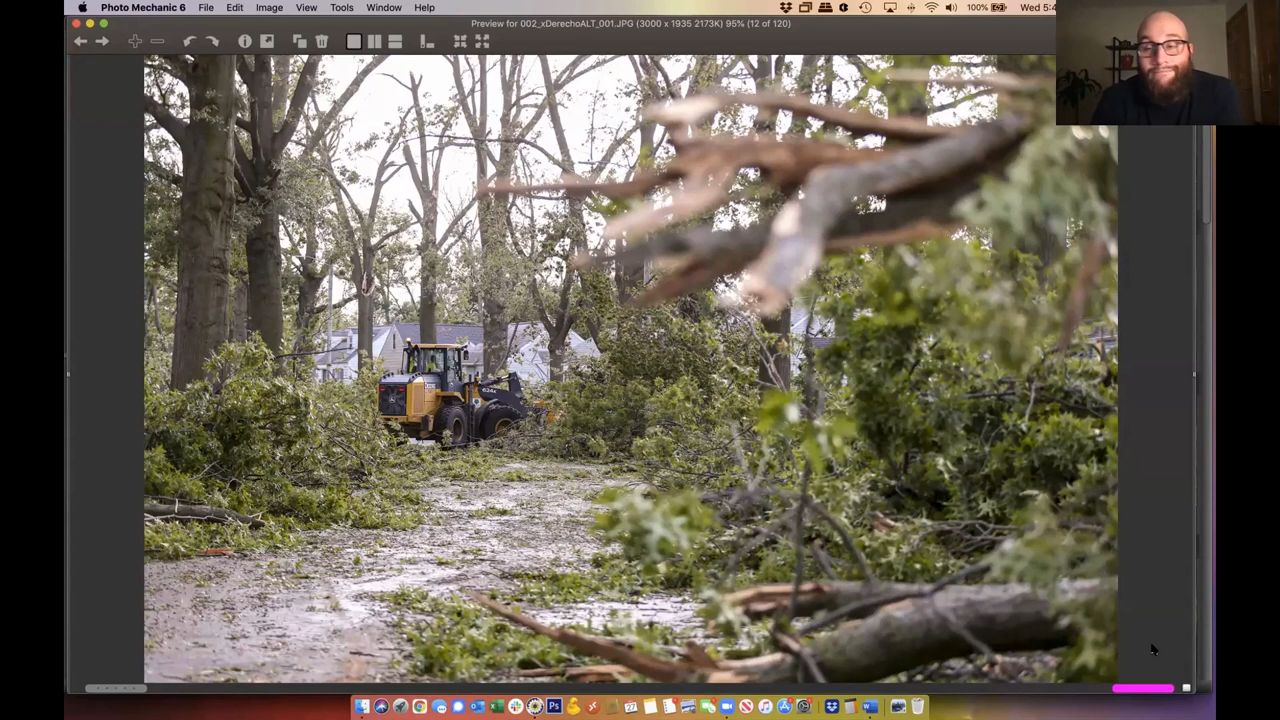 Photo Mechanic 6 File Edit Image View Tools Window Help 100% Wed 5:4
Preview for 002_xDerechoALT_001.JPG (3000 x 1935 2173K) 95% (12 of 120)